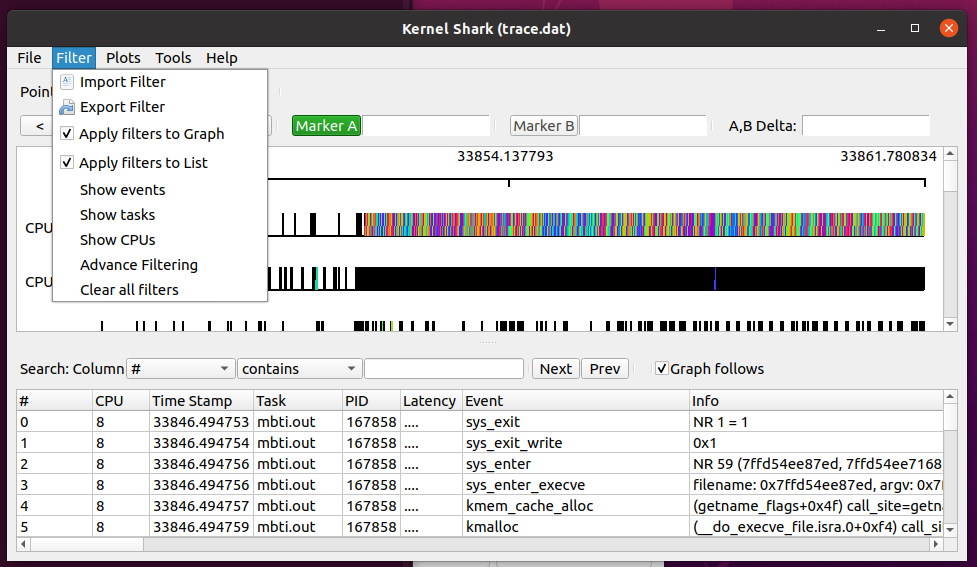 Kernel Shark (trace.dat)
File Filter Plots Tools Help
Import Filter
Export Filter
Apply filters to Graph
Apply filters to List
Show events
Show tasks
Show CPUs
Advance Filtering
Clear all filters
< Marker A Marker B A,B Delta:
33854.137793 33861.780834
CPU
CPU
Search: Column # contains Next Prev Graph follows
# CPU Time Stamp Task PID Latency Event Info
0 8 33846.494753 mbti.out 167858 .... sys_exit NR 1 = 1
1 8 33846.494754 mbti.out 167858 .... sys_exit_write 0x1
2 8 33846.494756 mbti.out 167858 .... sys_enter NR 59 (7ffd54ee87ed, 7ffd54ee7168
3 8 33846.494756 mbti.out 167858 .... sys_enter_execve filename: 0x7ffd54ee87ed, argv: 0x7f
4 8 33846.494757 mbti.out 167858 .... kmem_cache_alloc (getname_flags+0x4f) call_site=getna
5 8 33846.494759 mbti.out 167858 .... kmalloc (__do_execve_file.isra.0+0xf4) call_si